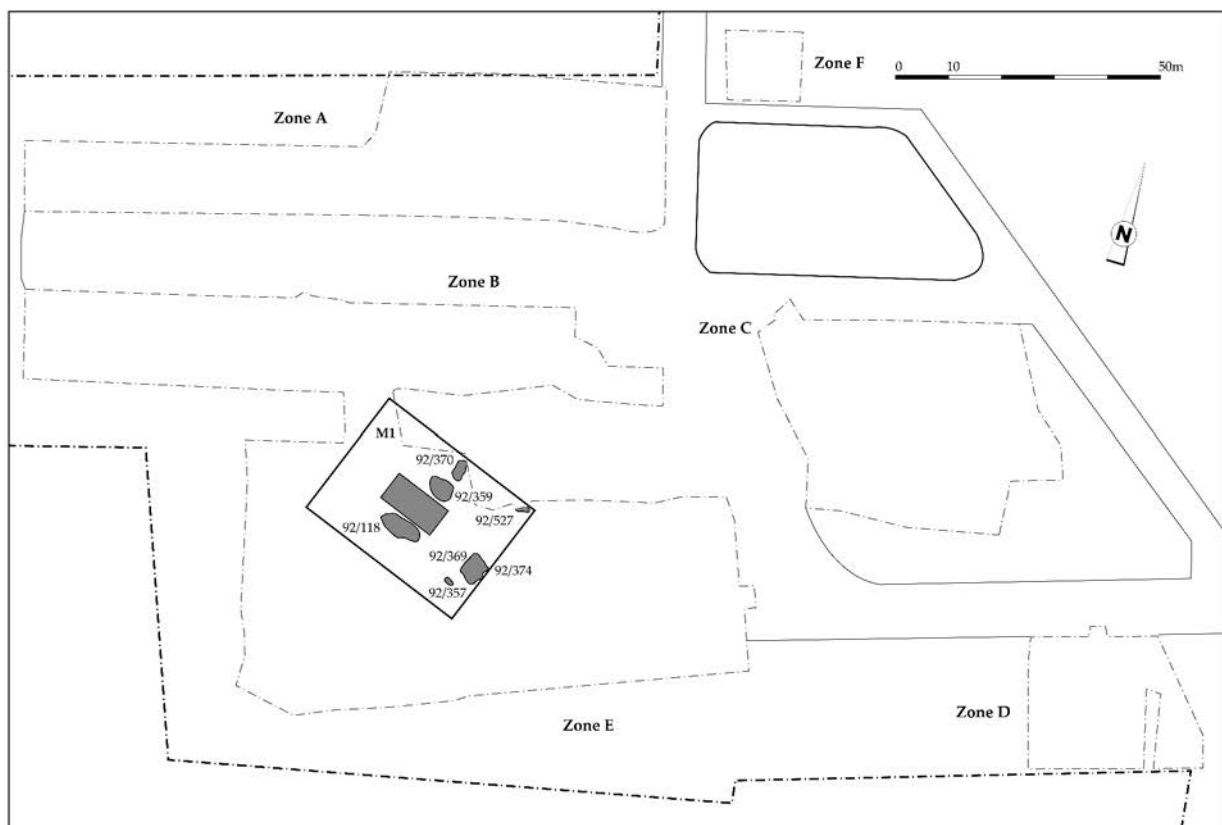 Zone F
0 10 50m
Zone A
N
Zone B
Zone C
M1
92/370
92/359
92/527
92/118
92/369
92/374
92/357
Zone D
Zone E